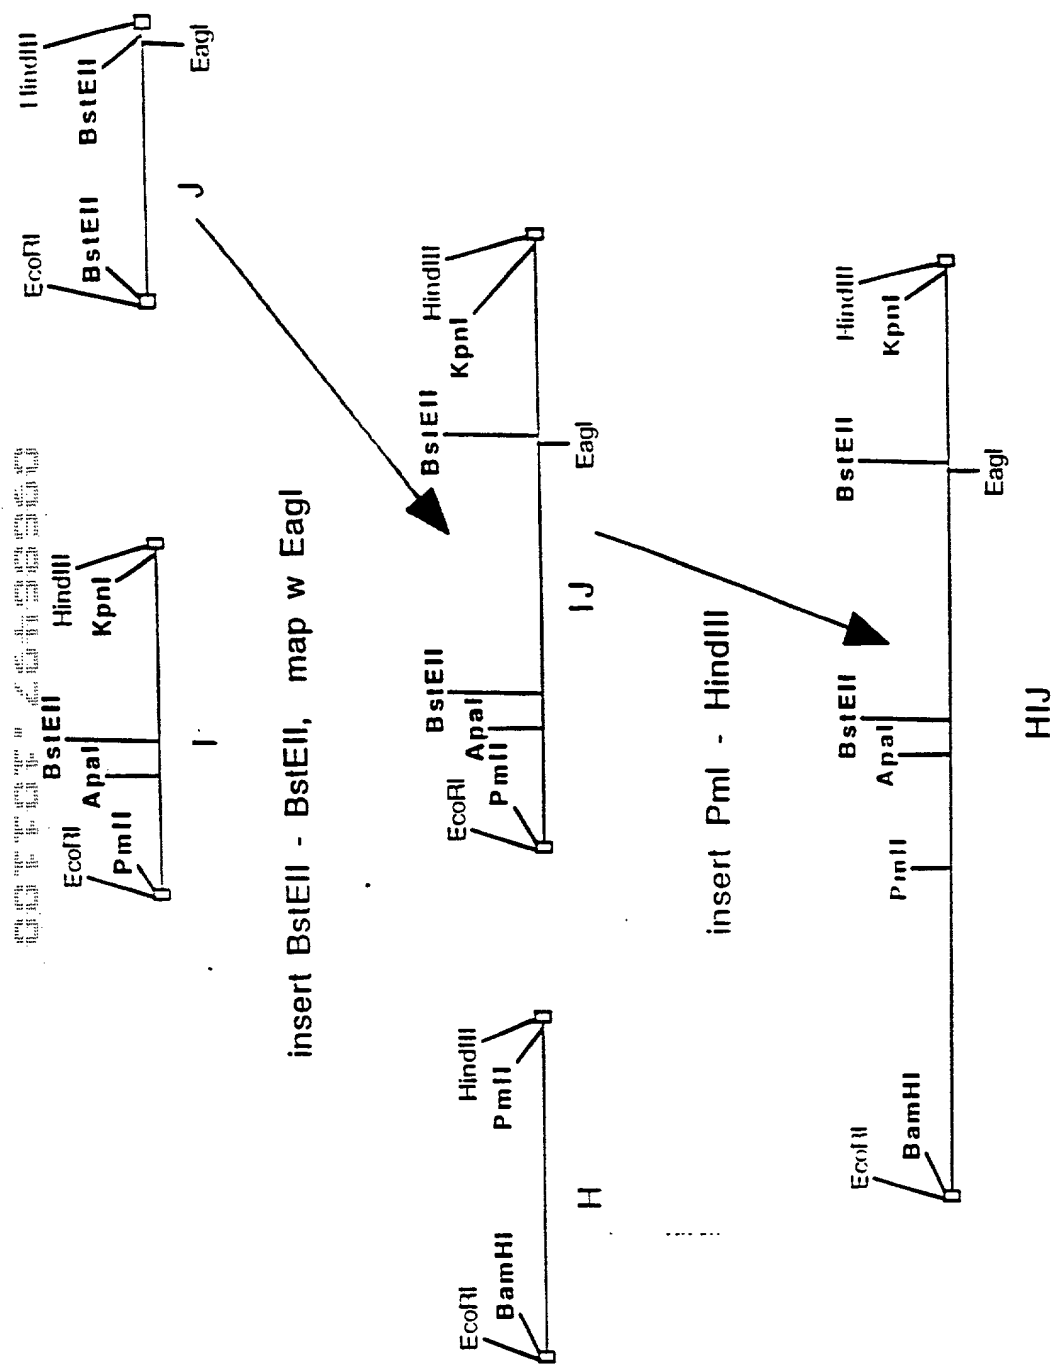 EcoRI
PmlI
ApaI
BstEII
HindIII
KpnI
I
EcoRI
BstEII
BstEII
HindIII
EagI
J
insert BstEII - BstEII, map w EagI
EcoRI
BamHI
HindIII
PmlI
H
EcoRI
PmlI
ApaI
BstEII
BstEII
HindIII
KpnI
EagI
IJ
insert PmI - HindIII
EcoRI
BamHI
PmlI
ApaI
BstEII
BstEII
HindIII
KpnI
EagI
HIJ